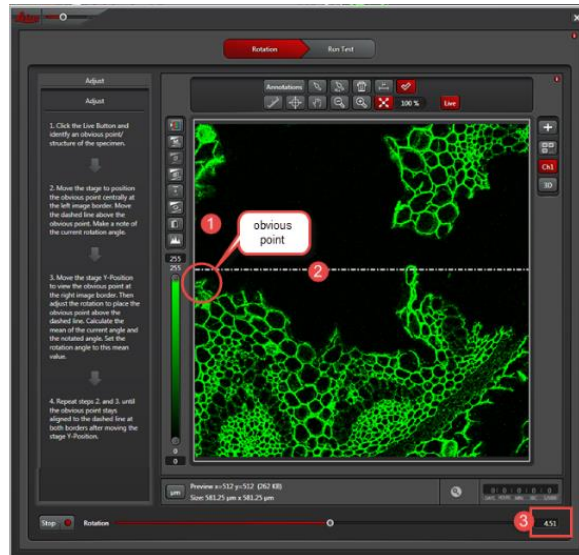 Rotation
Run Test
Adjust
Adjust
Annotations
100 %
Live
1. Click the Live Button and
identify an obvious point/
structure of the specimen.
2. Move the stage to position
the obvious point centrally at
the left image border. Move
the dashed line above the
obvious point. Make a note of
the current rotation angle.
3. Move the stage Y-Position
to view the obvious point at
the right image border. Then
adjust the rotation to place the
obvious point above the
dashed line. Calculate the
mean of the current angle and
the notated angle. Set the
rotation angle to this mean
value.
4. Repeat steps 2. and 3. until
the obvious point stays
aligned to the dashed line at
both borders after moving the
stage Y-Position.
1
obvious
point
2
255
255
0
0
Ch1
3D
µm
Preview x=512 y=512 (262 KB)
Size: 581.25 µm x 581.25 µm
0 : 0 : 0 : 0 : 0
Stop
Rotation
3
4.51